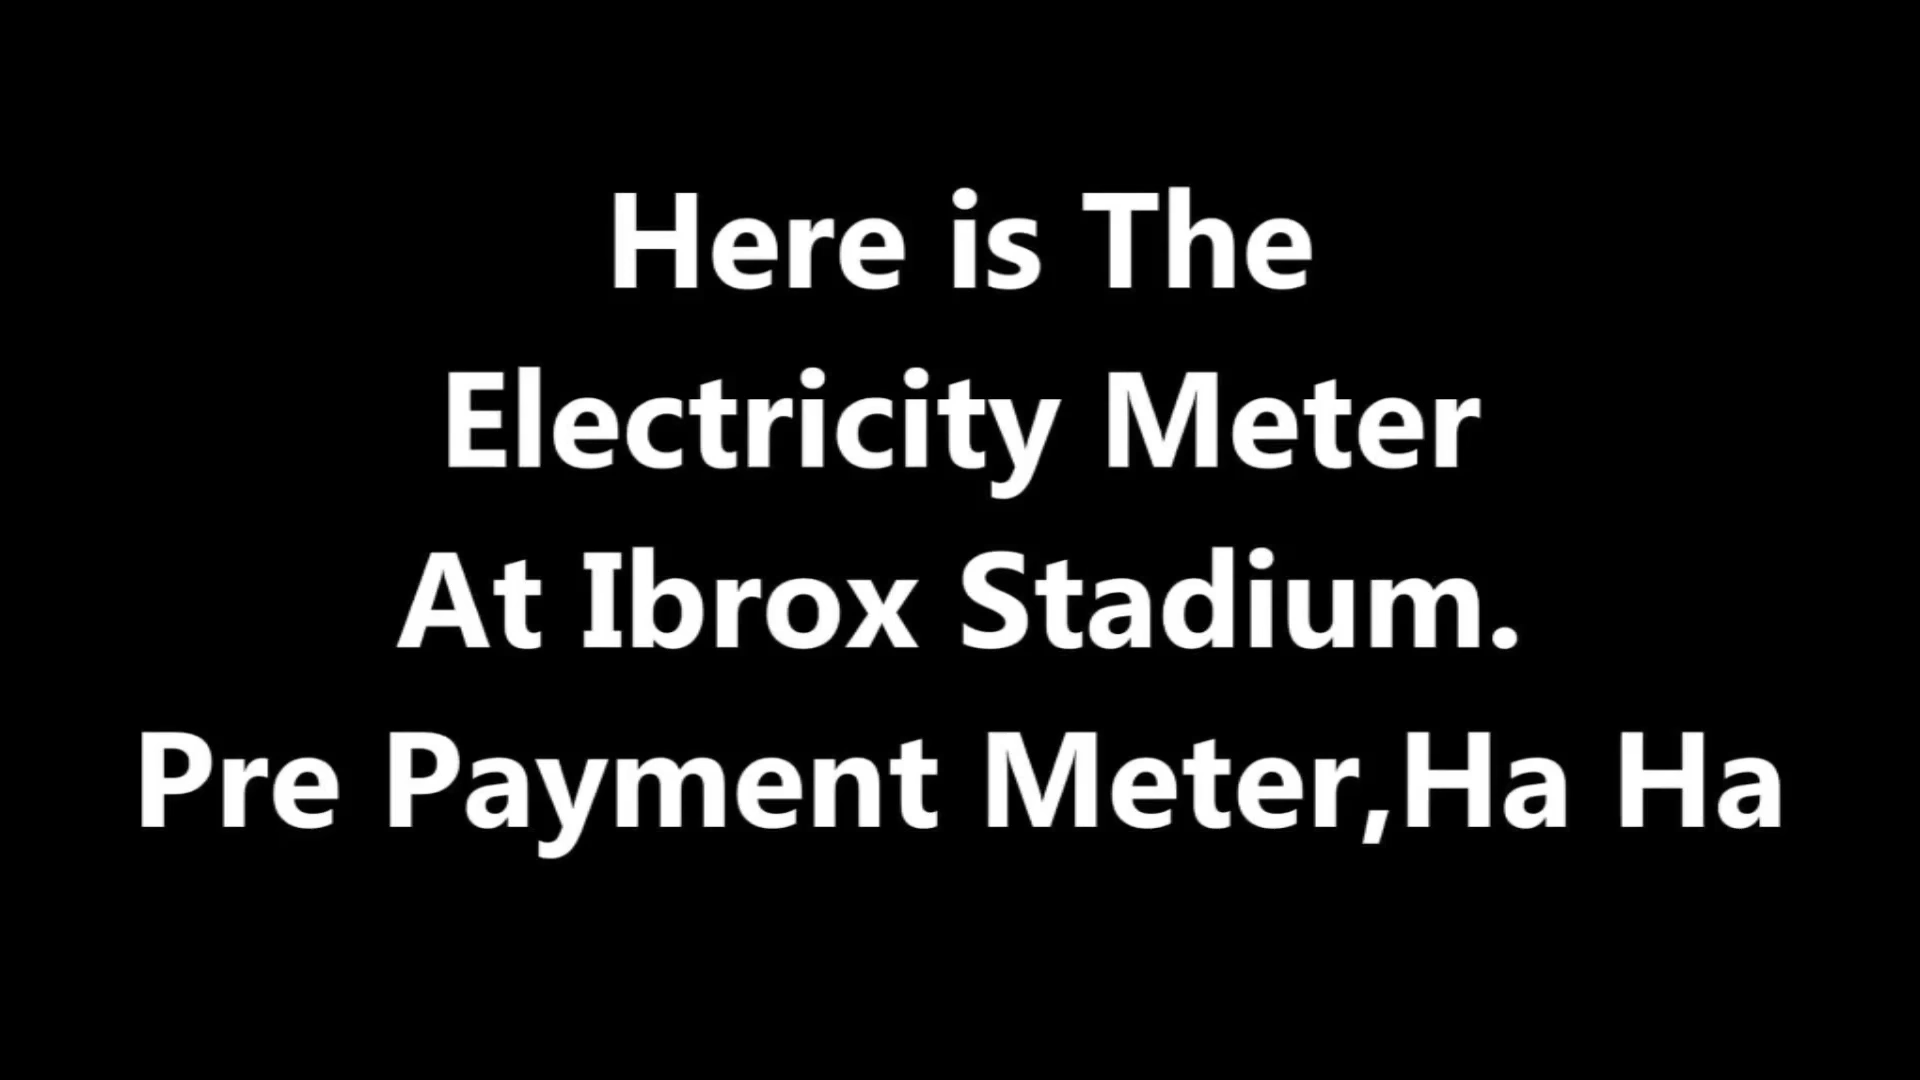 Here is The
Electricity Meter
At Ibrox Stadium.
Pre Payment Meter,Ha Ha